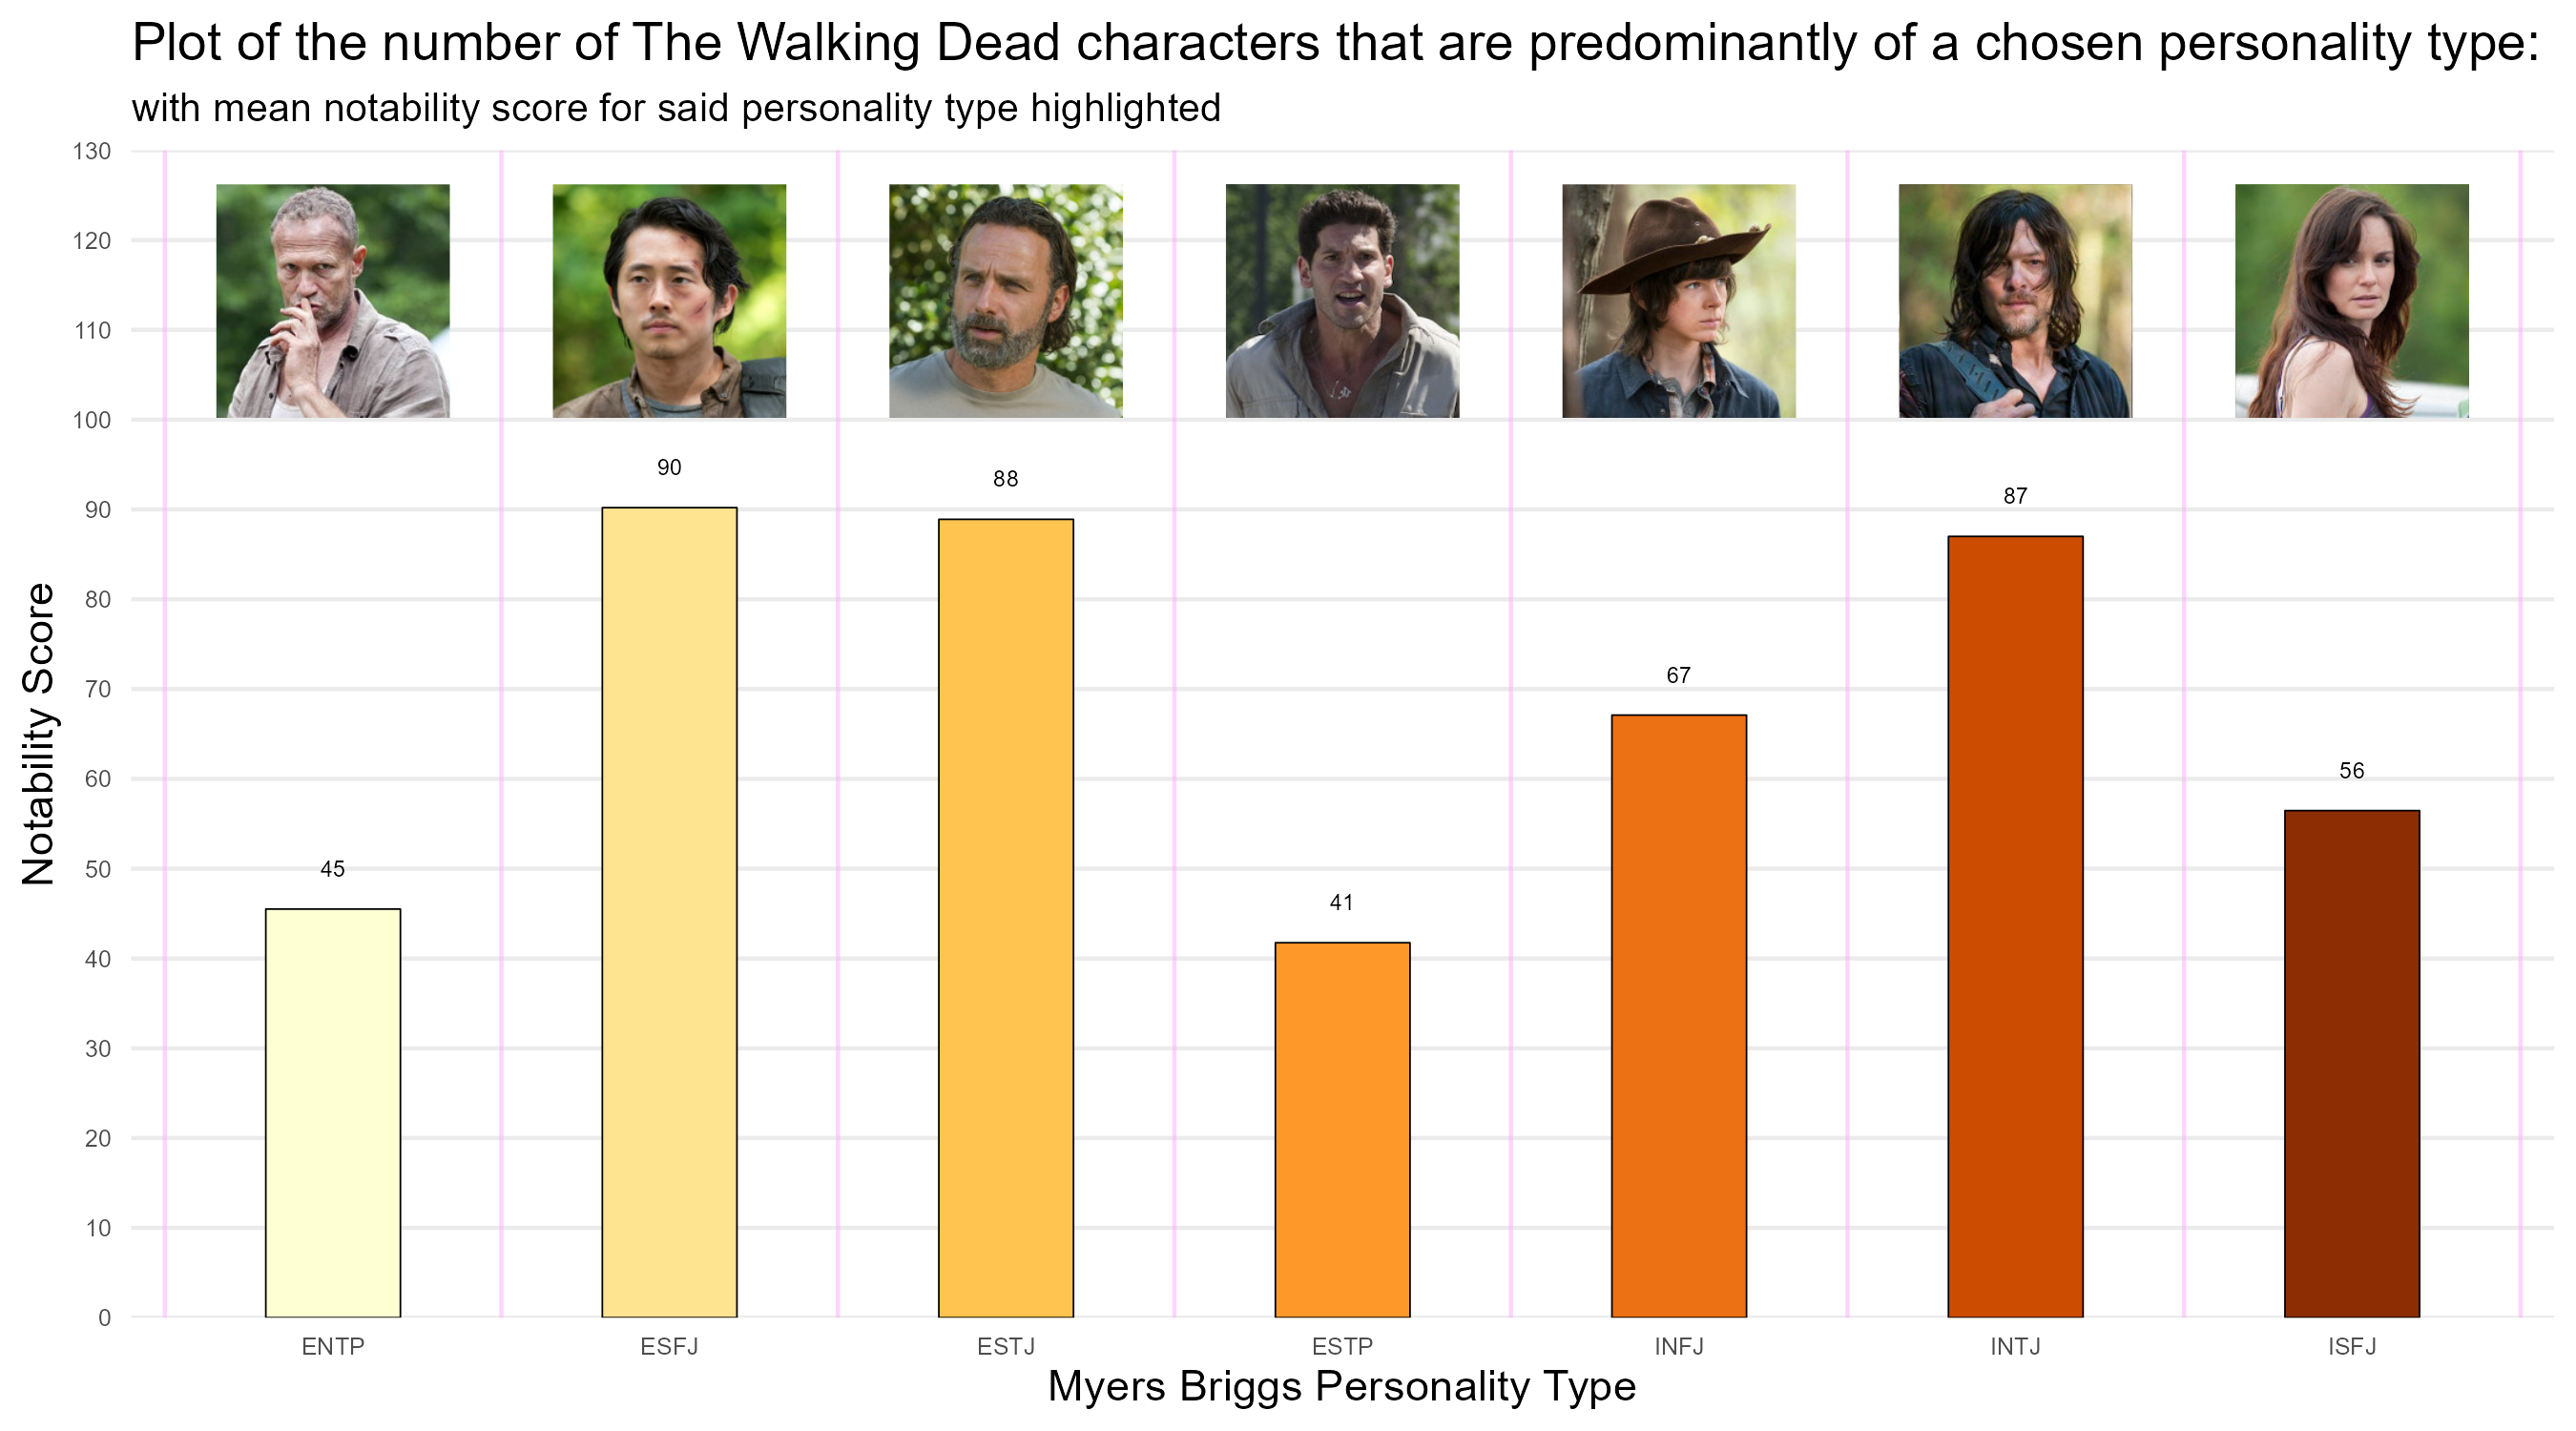 Plot of the number of The Walking Dead characters that are predominantly of a chosen personality type:
with mean notability score for said personality type highlighted
130
120
110
100
90
80
70
60
50
40
30
20
10
0
Notability Score
45
90
88
41
67
87
56
ENTP
ESFJ
ESTJ
ESTP
INFJ
INTJ
ISFJ
Myers Briggs Personality Type